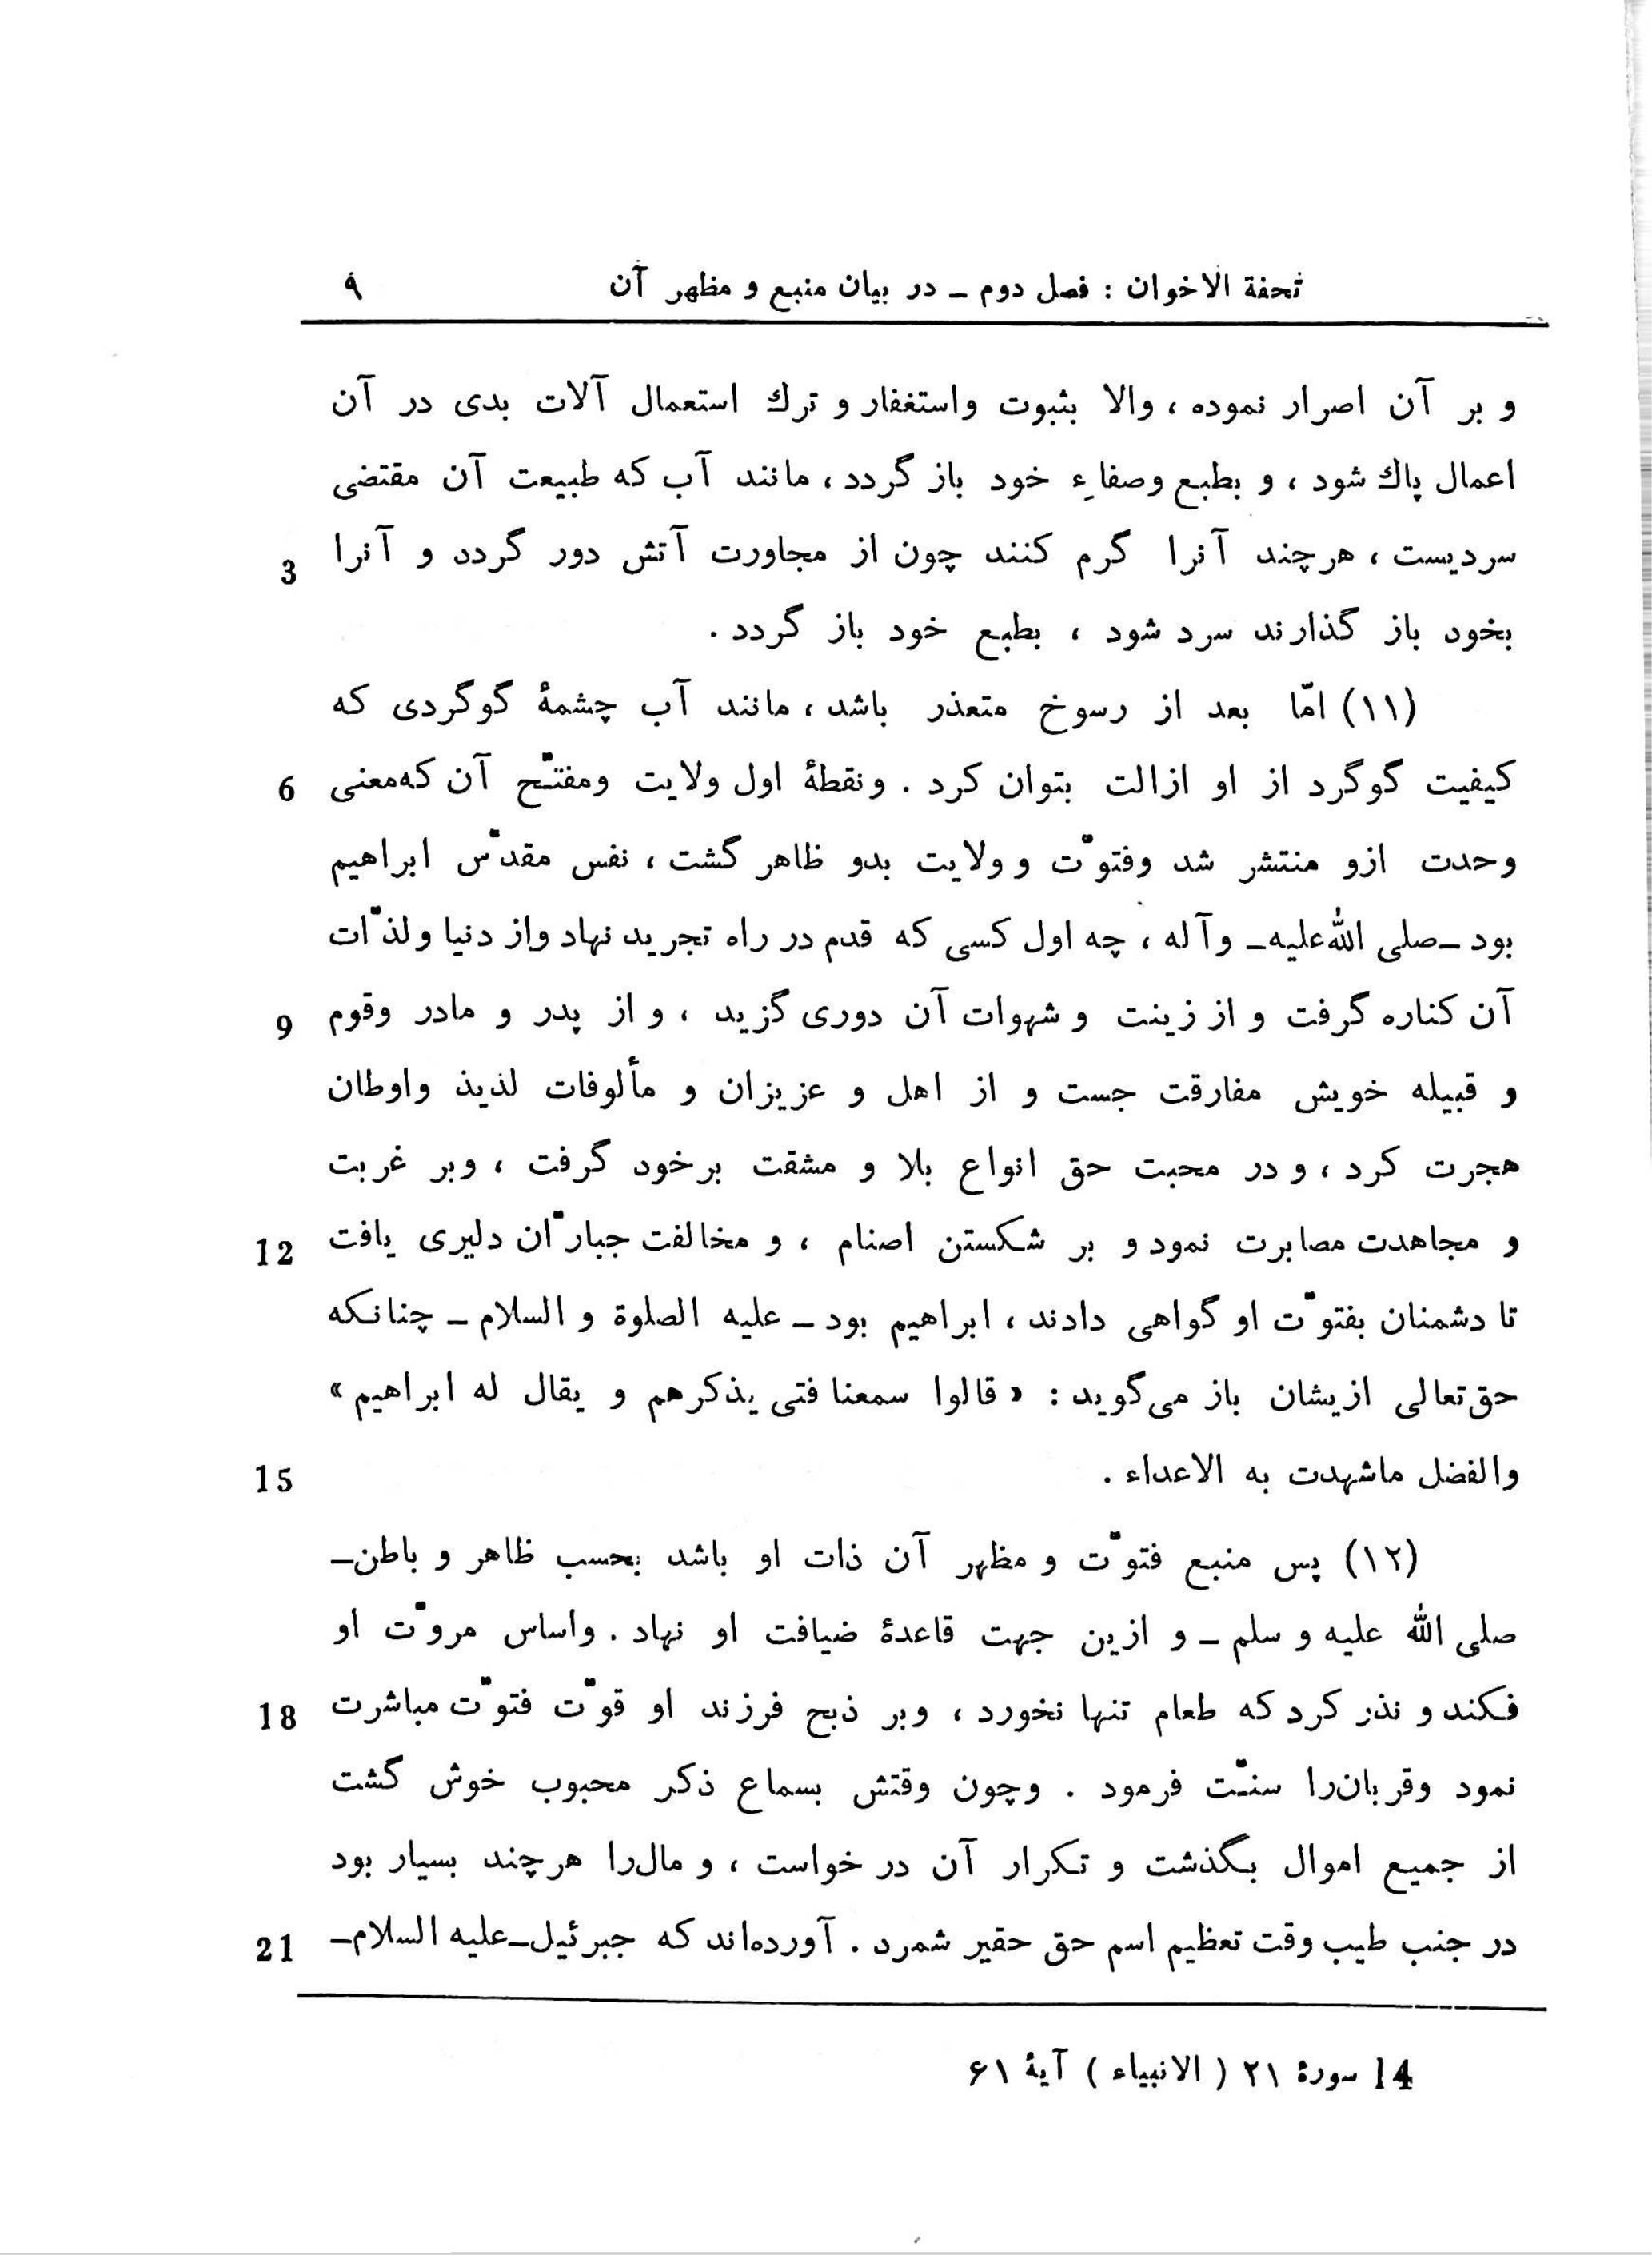 تحفة الاخوان : فصل دوم ـ در بیان منبع و مظهر آن ۹
و بر آن اصرار نموده ، والا بثبوت واستغفار و ترك استعمال آلات بدی در آن
اعمال پاك شود ، و بطبع وصفاءِ خود باز گردد ، مانند آب که طبیعت آن مقتضی
سردیست ، هرچند آنرا گرم کنند چون از مجاورت آتش دور گردد و آنرا 3
بخود باز گذارند سرد شود ، بطبع خود باز گردد .
(۱۱) امّا بعد از رسوخ متعذر باشد ، مانند آب چشمهٔ گوگردی که
کیفیت گوگرد از او ازالت بتوان کرد . و نقطهٔ اول ولایت ومفتتح آن که‌معنی 6
وحدت ازو منتشر شد وفتوّت و ولایت بدو ظاهر گشت ، نفس مقدّس ابراهیم
بود ـ صلی الله‌علیه ـ وآله ، چه اول کسی که قدم در راه تجرید نهاد واز دنیا و لذّات
آن کناره گرفت و از زینت و شهوات آن دوری گزید ، و از پدر و مادر وقوم 9
و قبیله خویش مفارقت جست و از اهل و عزیزان و مألوفات لذیذ واوطان
هجرت کرد ، و در محبت حق انواع بلا و مشقت برخود گرفت ، وبر غربت
و مجاهدت مصابرت نمود و بر شکستن اصنام ، و مخالفت جبارّان دلیری یافت 12
تا دشمنان بفتوّت او گواهی دادند ، ابراهیم بود ـ علیه الصلوة و السلام ـ چنانکه
حق‌تعالی ازیشان باز می‌گوید : « قالوا سمعنا فتی یذکرهم و یقال له ابراهیم »
والفضل ماشهدت به الاعداء . 15
(۱۲) پس منبع فتوّت و مظهر آن ذات او باشد بحسب ظاهر و باطن ـ
صلی الله علیه و سلم ـ و ازین جهت قاعدهٔ ضیافت او نهاد . واساس مروّت او
فکند و نذر کرد که طعام تنها نخورد ، وبر ذبح فرزند او قوّت فتوّت مباشرت 18
نمود وقربان‌را سنّت فرمود . وچون وقتش بسماع ذکر محبوب خوش گشت
از جمیع اموال بگذشت و تکرار آن در خواست ، و مال‌را هرچند بسیار بود
در جنب طیب وقت تعظیم اسم حق حقیر شمرد . آورده‌اند که جبرئیل ـ علیه السلام ـ 21
14 سورهٔ ۲۱ ( الانبیاء ) آیهٔ ۶۱